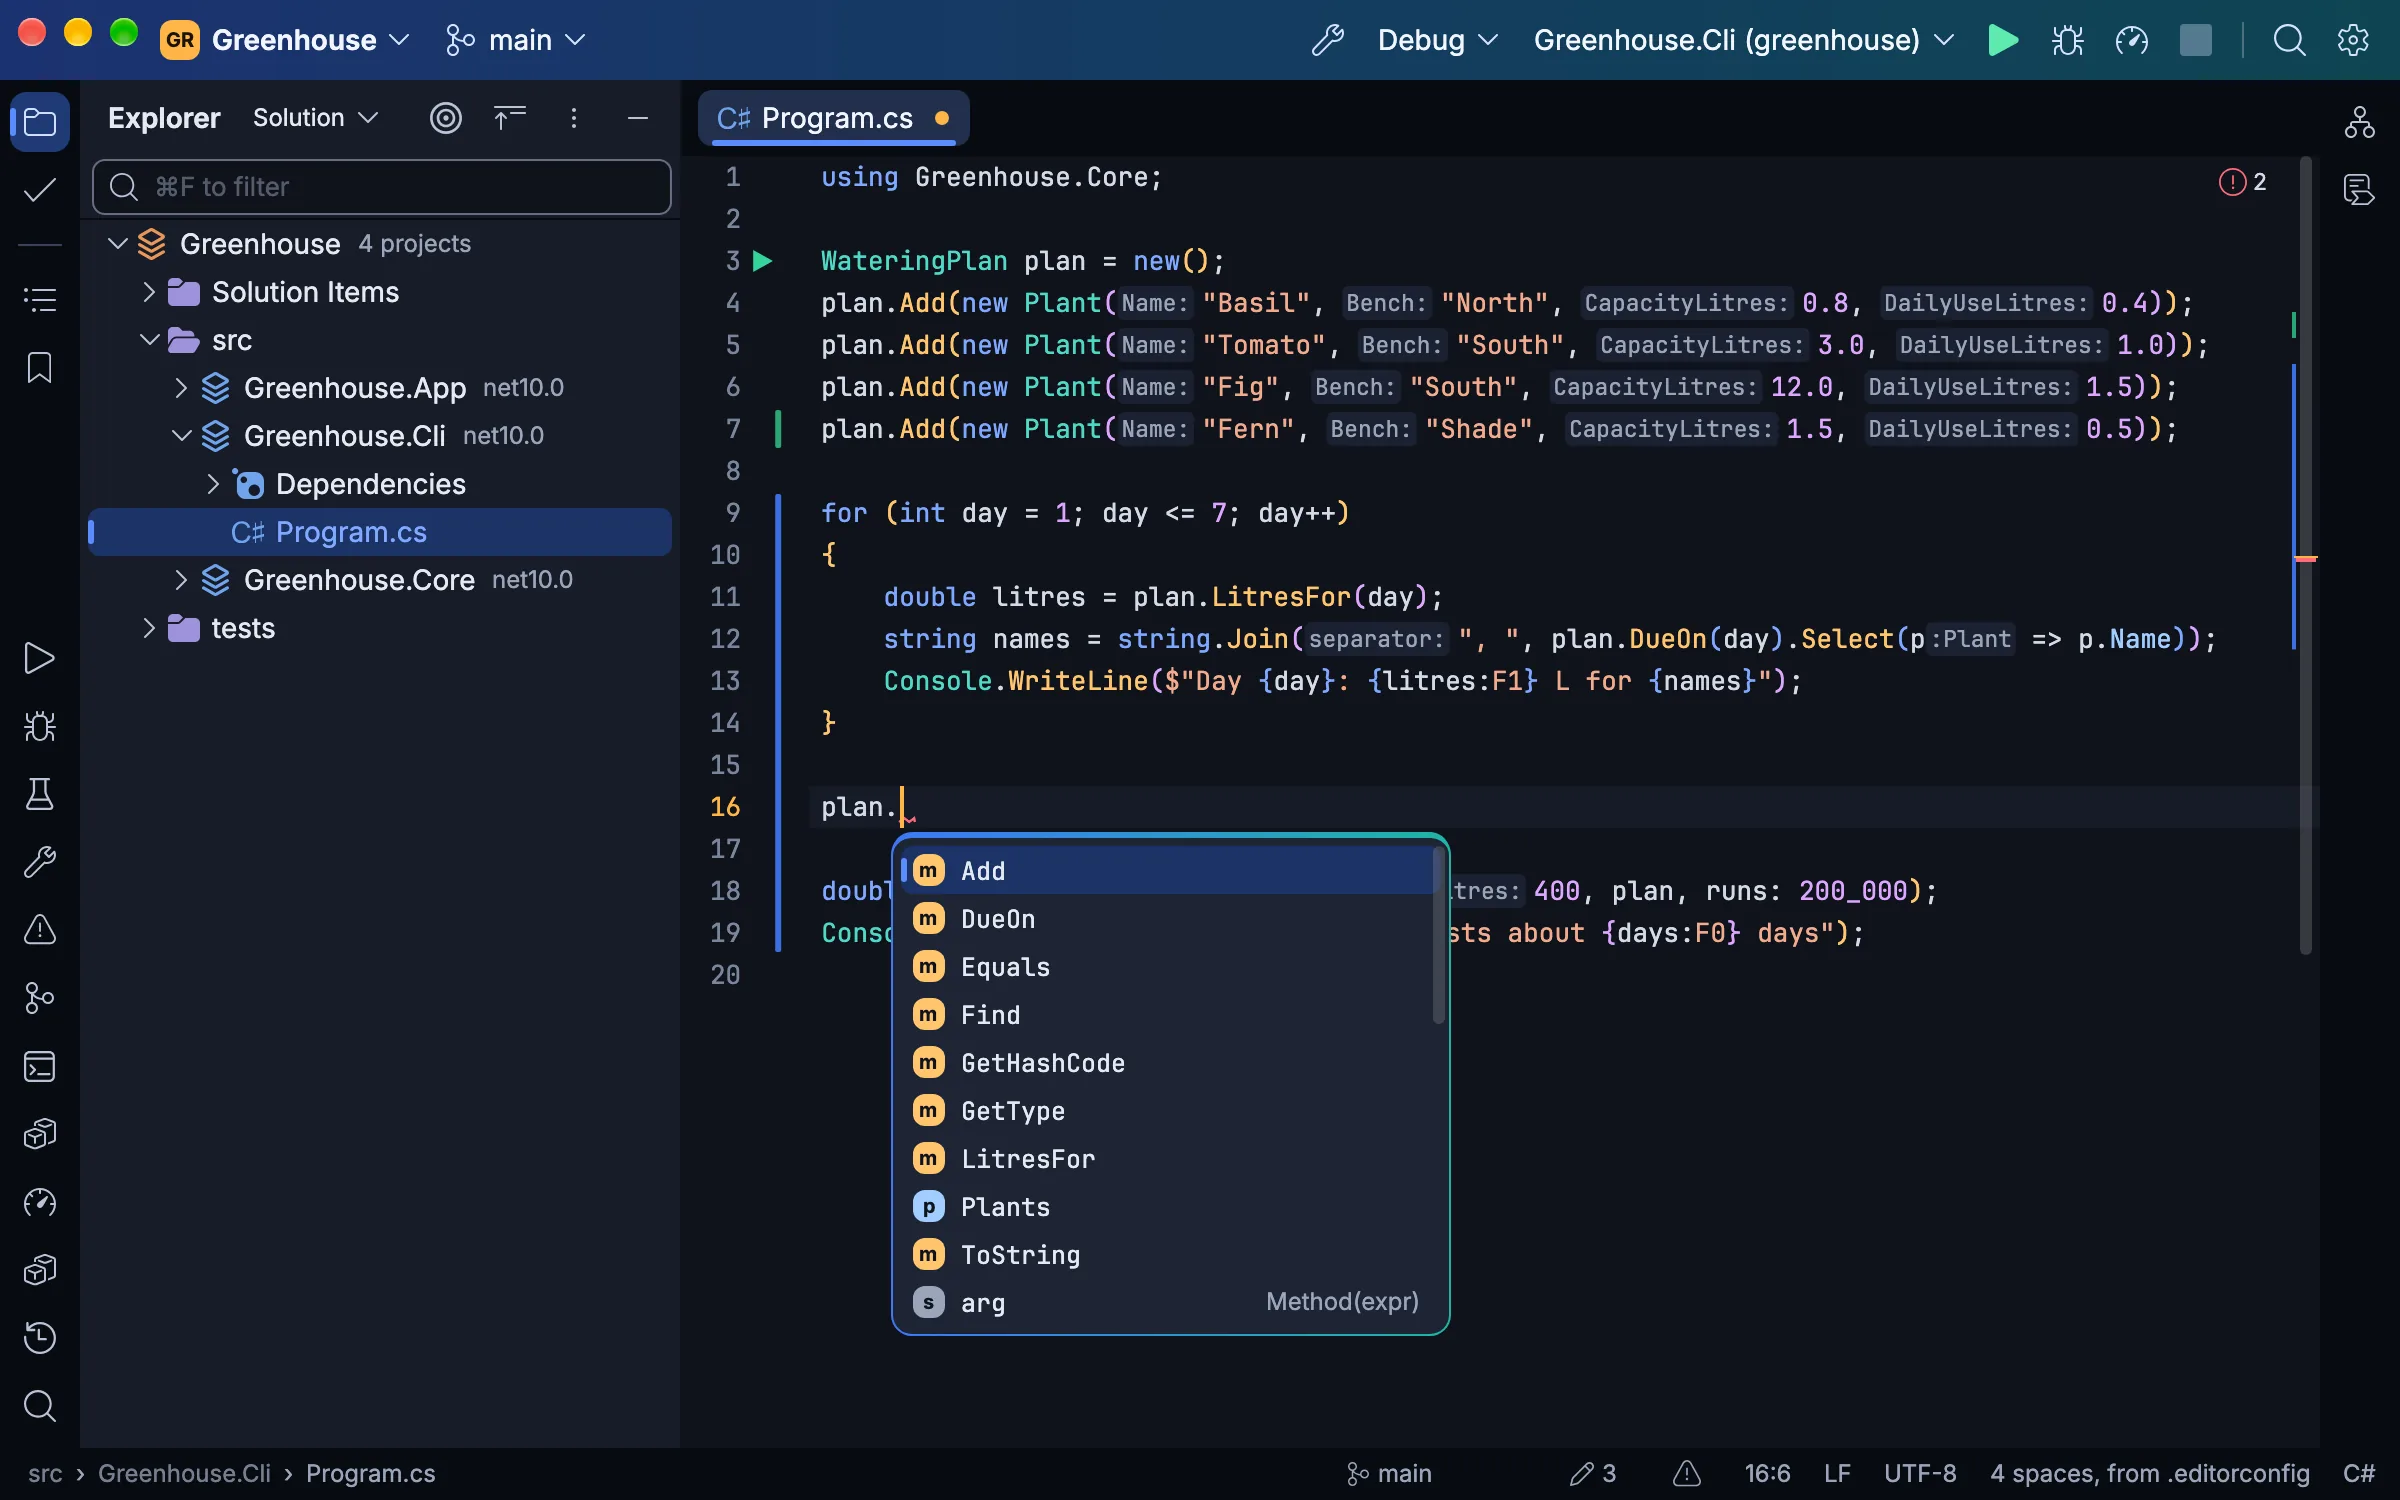 GR Greenhouse main Debug Greenhouse.Cli (greenhouse)
Explorer Solution
⌘F to filter
Greenhouse 4 projects
Solution Items
src
Greenhouse.App net10.0
Greenhouse.Cli net10.0
Dependencies
C# Program.cs
Greenhouse.Core net10.0
tests
C# Program.cs
2
1 using Greenhouse.Core;
2
3 WateringPlan plan = new();
4 plan.Add(new Plant(Name: "Basil", Bench: "North", CapacityLitres: 0.8, DailyUseLitres: 0.4));
5 plan.Add(new Plant(Name: "Tomato", Bench: "South", CapacityLitres: 3.0, DailyUseLitres: 1.0));
6 plan.Add(new Plant(Name: "Fig", Bench: "South", CapacityLitres: 12.0, DailyUseLitres: 1.5));
7 plan.Add(new Plant(Name: "Fern", Bench: "Shade", CapacityLitres: 1.5, DailyUseLitres: 0.5));
8
9 for (int day = 1; day <= 7; day++)
10 {
11 double litres = plan.LitresFor(day);
12 string names = string.Join(separator: ", ", plan.DueOn(day).Select(p:Plant => p.Name));
13 Console.WriteLine($"Day {day}: {litres:F1} L for {names}");
14 }
15
16 plan.
17
18 doubl tres: 400, plan, runs: 200_000);
19 Conso sts about {days:F0} days");
20
m Add
m DueOn
m Equals
m Find
m GetHashCode
m GetType
m LitresFor
p Plants
m ToString
s arg Method(expr)
src › Greenhouse.Cli › Program.cs main 3 16:6 LF UTF-8 4 spaces, from .editorconfig C#